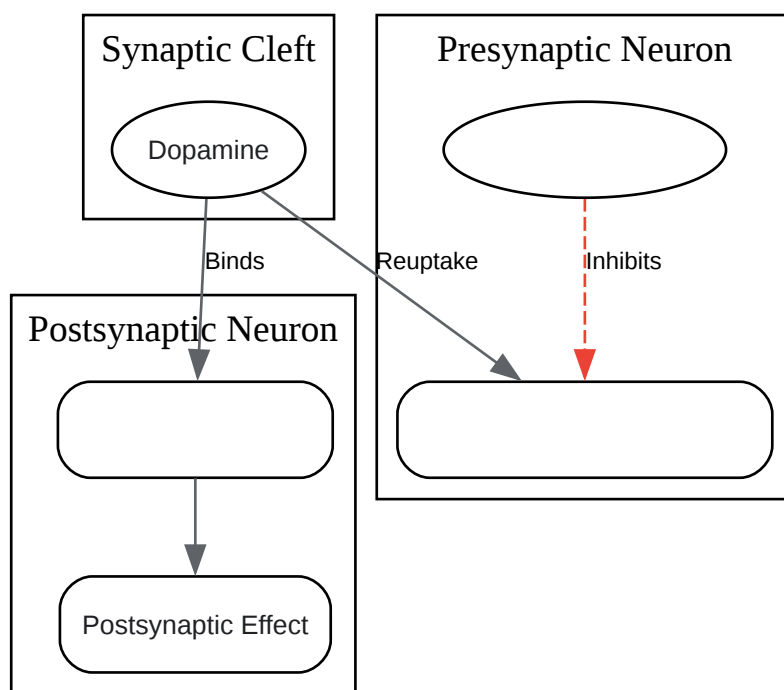 Synaptic Cleft
Presynaptic Neuron
Dopamine
Binds
Reuptake
Inhibits
Postsynaptic Neuron
Postsynaptic Effect